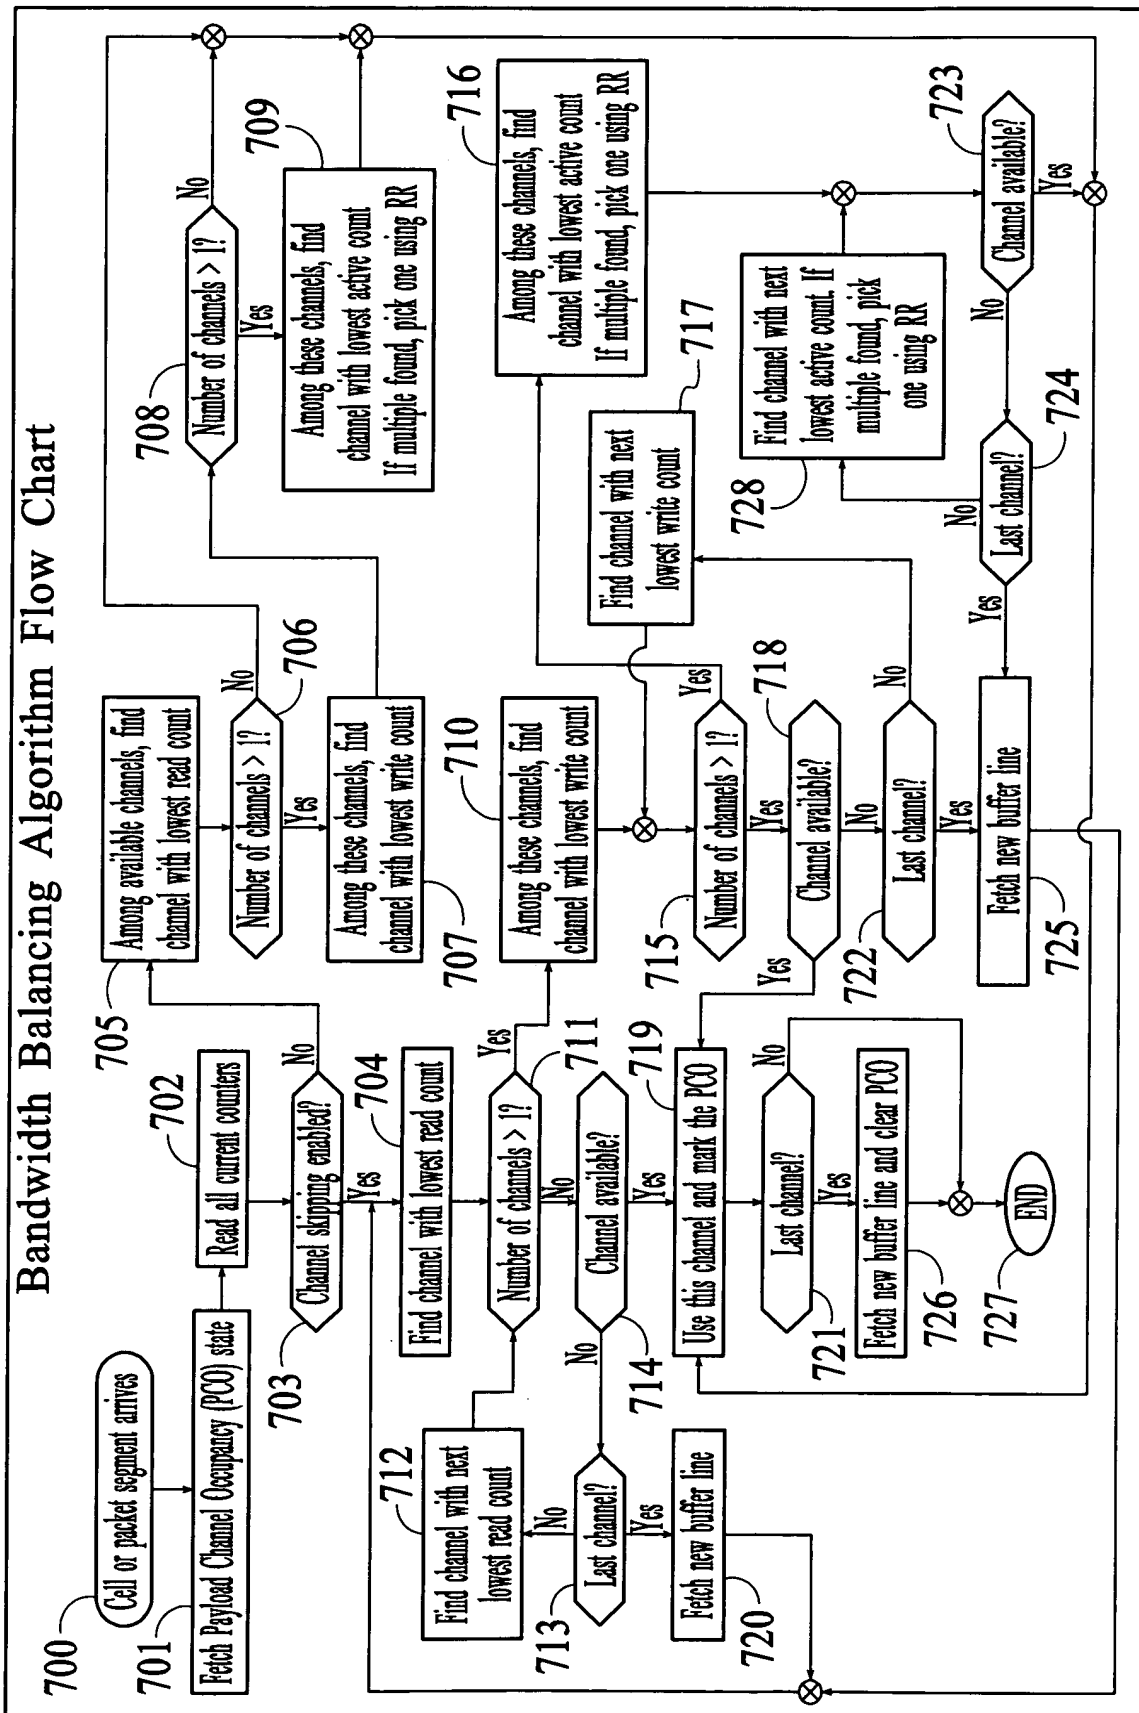 Bandwidth Balancing Algorithm Flow Chart
700
Cell or packet segment arrives
701
Fetch Payload Channel Occupancy (PCO) state
702
Read all current counters
703
Channel skipping enabled?
No
Yes
704
Find channel with lowest read count
705
Among available channels, find
channel with lowest read count
706
Number of channels > 1?
No
Yes
707
Among these channels, find
channel with lowest write count
708
Number of channels > 1?
No
Yes
709
Among these channels, find
channel with lowest active count
If multiple found, pick one using RR
710
Among these channels, find
channel with lowest write count
711
Number of channels > 1?
Yes
No
712
Find channel with next
lowest read count
713
Last channel?
No
Yes
714
Channel available?
No
Yes
715
Number of channels > 1?
Yes
Yes
716
Among these channels, find
channel with lowest active count
If multiple found, pick one using RR
717
Find channel with next
lowest write count
718
Channel available?
Yes
No
719
Use this channel and mark the PCO
720
Fetch new buffer line
721
Last channel?
No
Yes
722
Last channel?
No
Yes
723
Channel available?
No
Yes
724
Last channel?
No
Yes
725
Fetch new buffer line
726
Fetch new buffer line and clear PCO
727
END
728
Find channel with next
lowest active count. If
multiple found, pick
one using RR